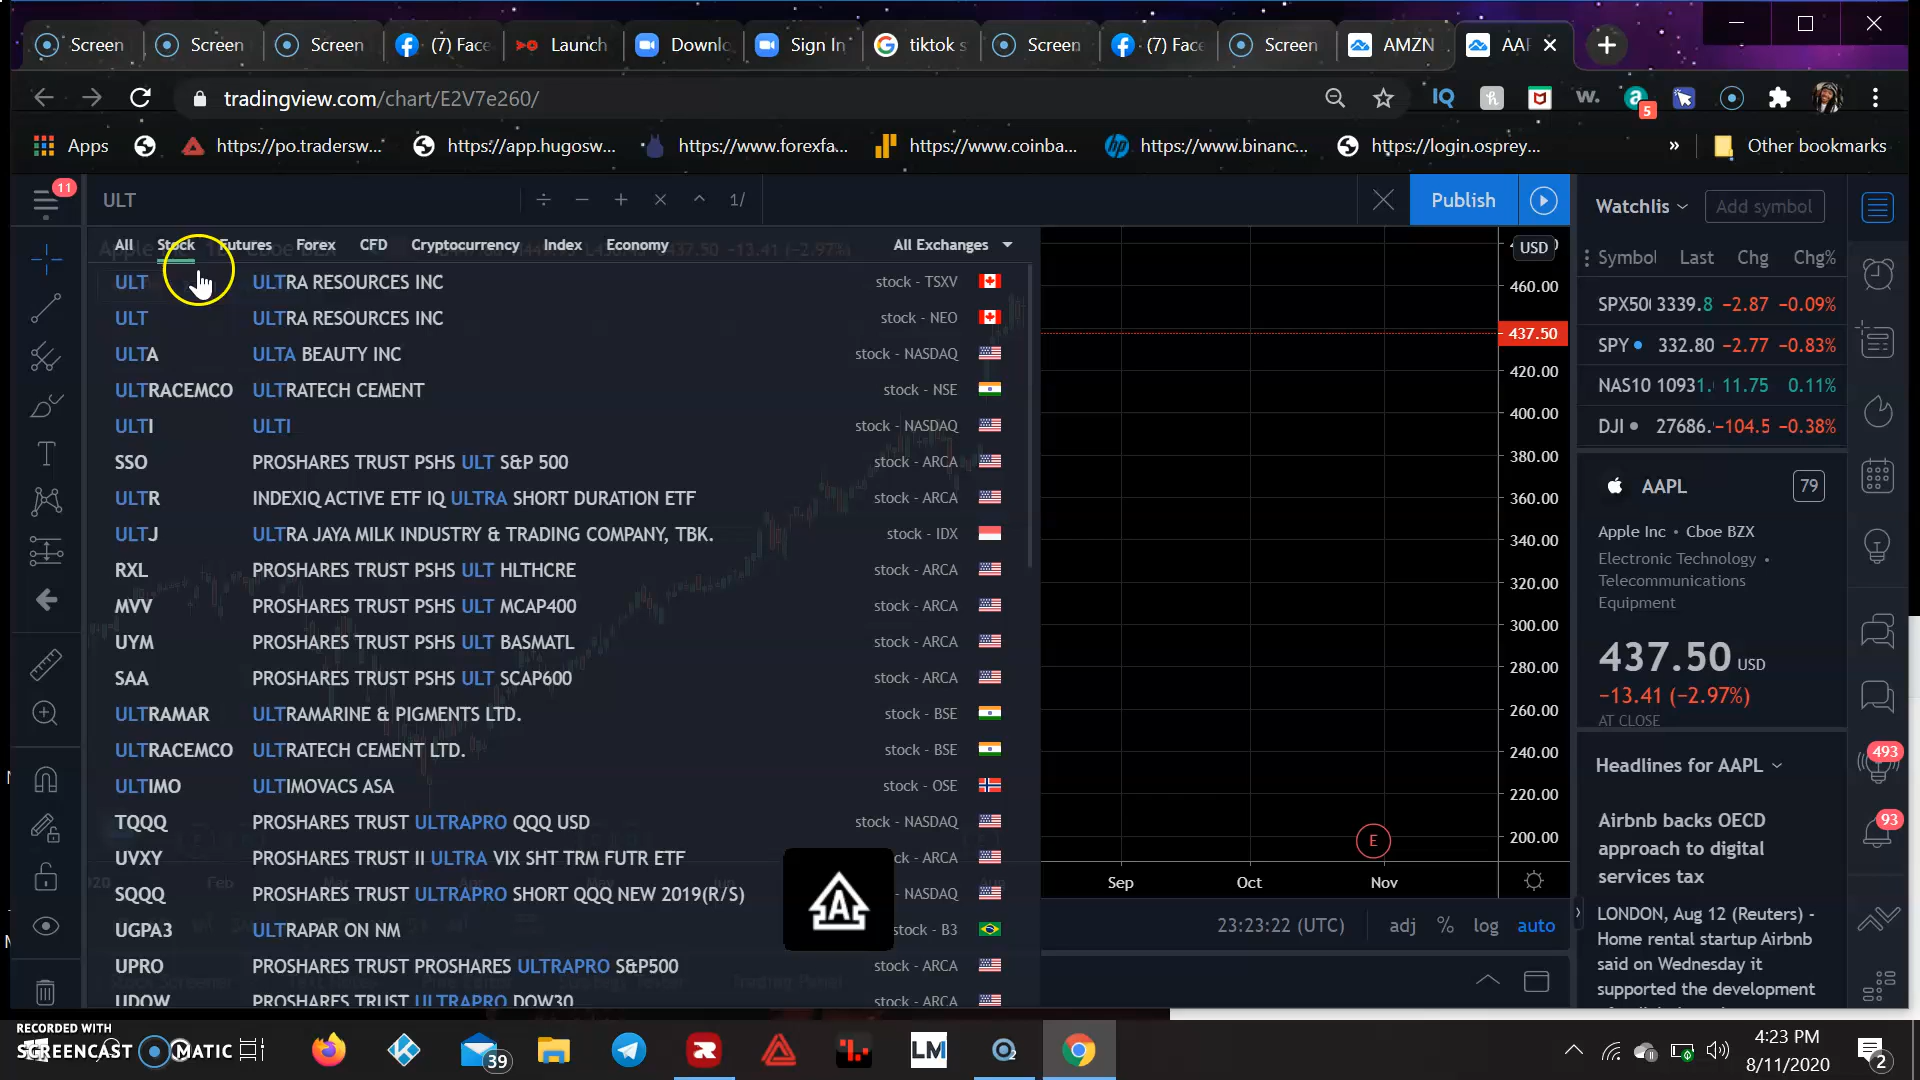 Screen
Screen
Screen
(7) Face
Launch
Downlo
Sign In
tiktok s
Screen
(7) Face
Screen
AMZN
AAF
tradingview.com/chart/E2V7e260/
5
Apps
https://po.tradersw...
https://app.hugosw...
https://www.forexfa...
https://www.coinba...
https://www.binanc...
https://login.osprey...
»
Other bookmarks
11
ULT
1/
Publish
All Stock Futures Forex CFD Cryptocurrency Index Economy All Exchanges
ULT ULTRA RESOURCES INC stock - TSXV
ULT ULTRA RESOURCES INC stock - NEO
ULTA ULTA BEAUTY INC stock - NASDAQ
ULTRACEMCO ULTRATECH CEMENT stock - NSE
ULTI ULTI stock - NASDAQ
SSO PROSHARES TRUST PSHS ULT S&P 500 stock - ARCA
ULTR INDEXIQ ACTIVE ETF IQ ULTRA SHORT DURATION ETF stock - ARCA
ULTJ ULTRA JAYA MILK INDUSTRY & TRADING COMPANY, TBK. stock - IDX
RXL PROSHARES TRUST PSHS ULT HLTHCRE stock - ARCA
MVV PROSHARES TRUST PSHS ULT MCAP400 stock - ARCA
UYM PROSHARES TRUST PSHS ULT BASMATL stock - ARCA
SAA PROSHARES TRUST PSHS ULT SCAP600 stock - ARCA
ULTRAMAR ULTRAMARINE & PIGMENTS LTD. stock - BSE
ULTRACEMCO ULTRATECH CEMENT LTD. stock - BSE
ULTIMO ULTIMOVACS ASA stock - OSE
TQQQ PROSHARES TRUST ULTRAPRO QQQ USD stock - NASDAQ
UVXY PROSHARES TRUST II ULTRA VIX SHT TRM FUTR ETF ck - ARCA
SQQQ PROSHARES TRUST ULTRAPRO SHORT QQQ NEW 2019(R/S) - NASDAQ
UGPA3 ULTRAPAR ON NM stock - B3
UPRO PROSHARES TRUST PROSHARES ULTRAPRO S&P500 stock - ARCA
UDOW PROSHARES TRUST ULTRAPRO DOW30 stock - ARCA
A
USD
460.00
437.50
420.00
400.00
380.00
360.00
340.00
320.00
300.00
280.00
260.00
240.00
220.00
200.00
E
Sep Oct Nov
23:23:22 (UTC) adj % log auto
Watchlis
Add symbol
Symbol Last Chg Chg%
SPX50 3339.8 −2.87 −0.09%
SPY 332.80 −2.77 −0.83%
NAS10 10931. 11.75 0.11%
DJI 27686. −104.5 −0.38%
AAPL 79
Apple Inc • Cboe BZX
Electronic Technology •
Telecommunications
Equipment
437.50 USD
−13.41 (−2.97%)
AT CLOSE
Headlines for AAPL
Airbnb backs OECD
approach to digital
services tax
LONDON, Aug 12 (Reuters) -
Home rental startup Airbnb
said on Wednesday it
supported the development
493
93
RECORDED WITH
SCREENCAST MATIC
39
LM
4:23 PM
8/11/2020
2